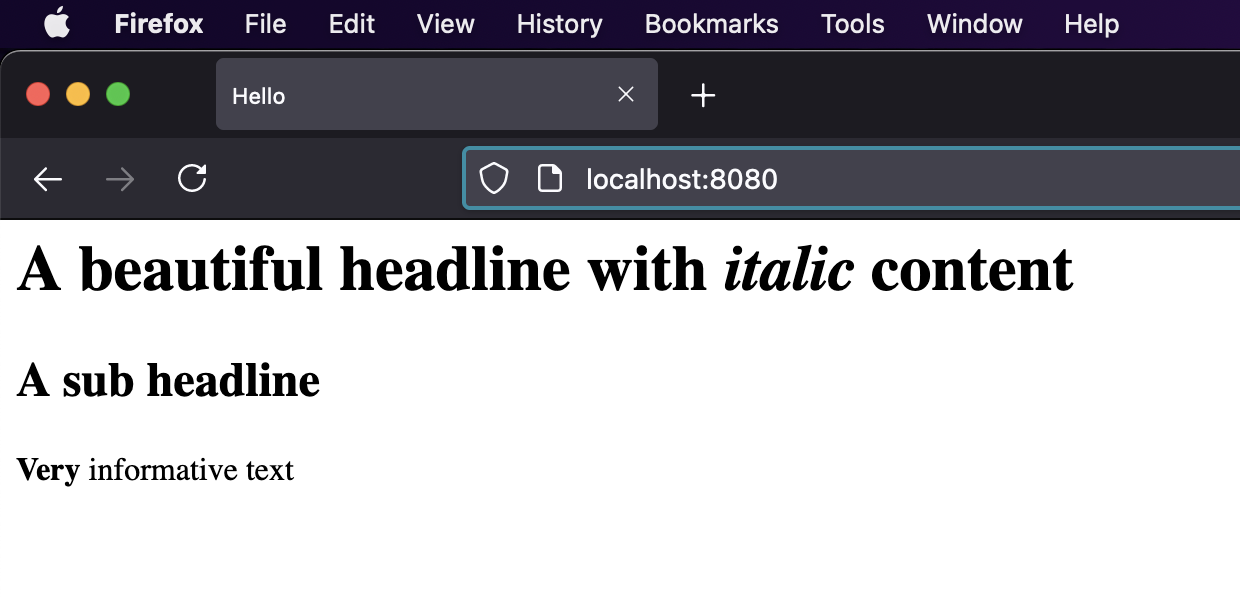 Firefox File Edit View History Bookmarks Tools Window Help
Hello
localhost:8080
A beautiful headline with italic content
A sub headline
Very informative text